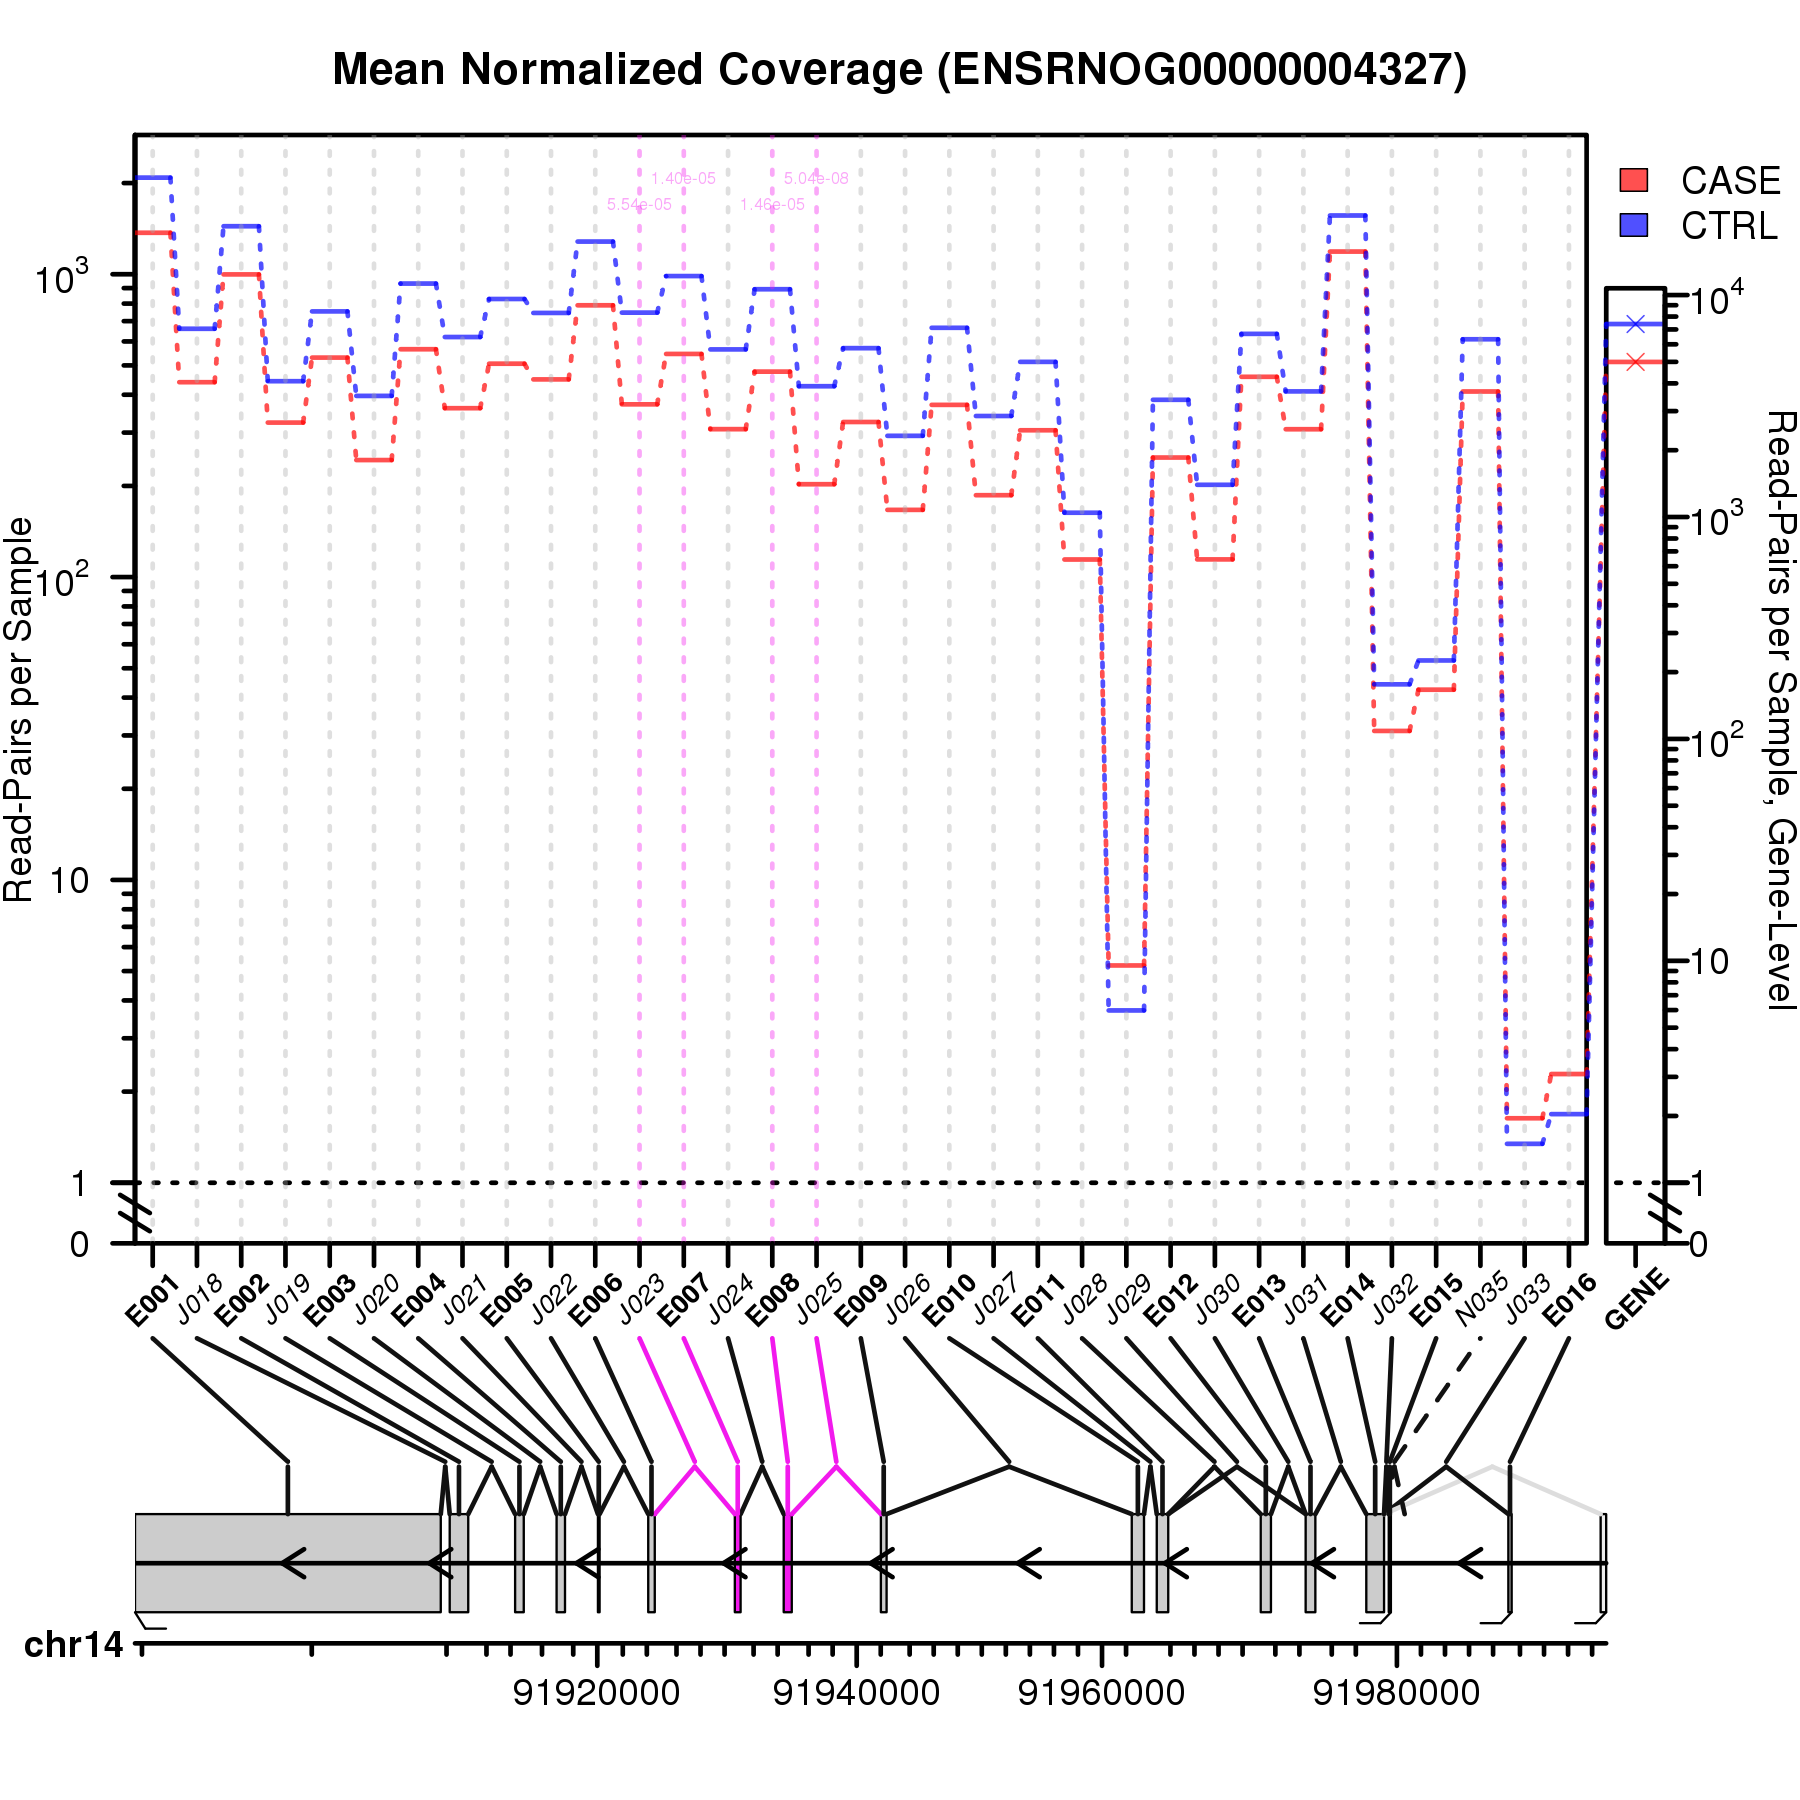 Mean Normalized Coverage (ENSRNOG00000004327)
CASE
CTRL
1.40e-05
5.04e-08
5.54e-05
1.46e-05
Read-Pairs per Sample
10³
10²
10
1
0
10⁴
10³
10²
10
1
0
Read-Pairs per Sample, Gene-Level
E001 J018 E002 J019 E003 J020 E004 J021 E005 J022 E006 J023 E007 J024 E008 J025 E009 J026 E010 J027 E011 J028 J029 E012 J030 E013 J031 E014 J032 E015 N035 J033 E016 GENE
chr14
91920000 91940000 91960000 91980000